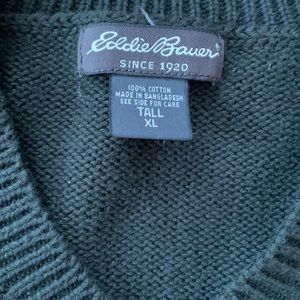 Eddie Bauer
SINCE 1920
100% COTTON
MADE IN BANGLADESH
SEE SIDE FOR CARE
TALL
XL